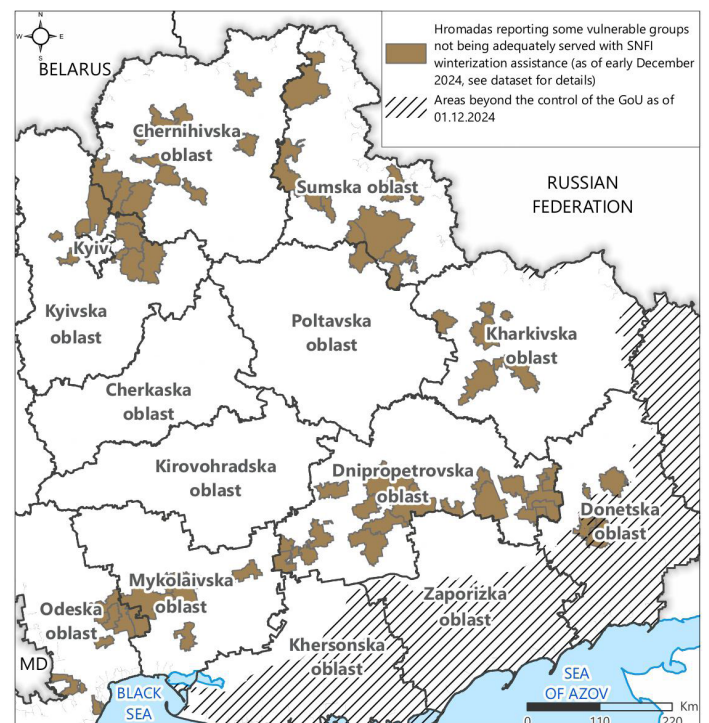 N
W
E
S
Hromadas reporting some vulnerable groups
not being adequately served with SNFI
winterization assistance (as of early December
2024, see dataset for details)
Areas beyond the control of the GoU as of
01.12.2024
BELARUS
Chernihivska
oblast
Sumska oblast
RUSSIAN
FEDERATION
Kyiv
Kyivska
oblast
Poltavska
oblast
Kharkivska
oblast
Cherkaska
oblast
Kirovohradska
oblast
Dnipropetrovska
oblast
Donetska
oblast
Mykolaivska
oblast
Odeska
oblast
Zaporizka
oblast
Khersonska
oblast
MD
BLACK
SEA
SEA
OF AZOV
Km
0 110 220